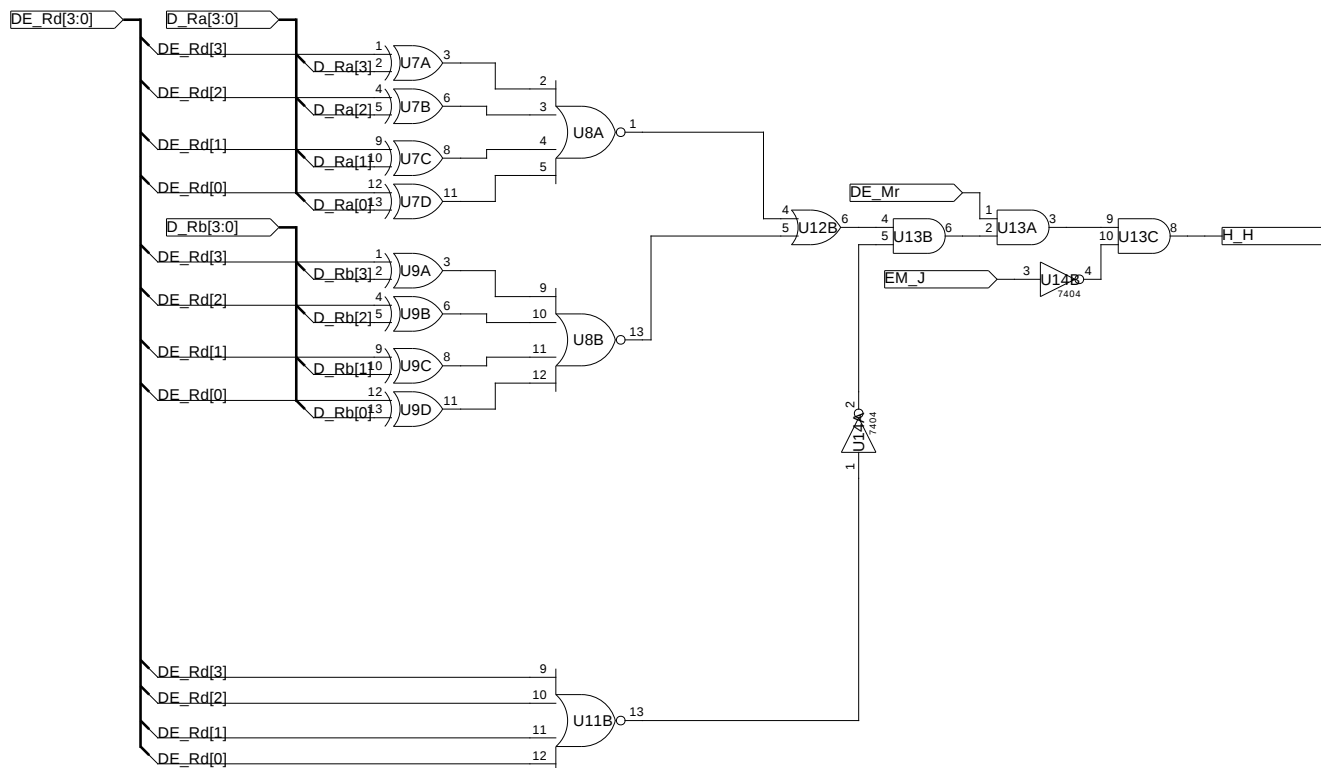 DE_Rd[3:0]
D_Ra[3:0]
DE_Rd[3]
1
D_Ra[3]
2
U7A
3
DE_Rd[2]
4
D_Ra[2]
5
U7B
6
DE_Rd[1]
9
D_Ra[1]
10
U7C
8
DE_Rd[0]
12
D_Ra[0]
13
U7D
11
2
3
4
5
U8A
1
D_Rb[3:0]
DE_Rd[3]
1
D_Rb[3]
2
U9A
3
DE_Rd[2]
4
D_Rb[2]
5
U9B
6
DE_Rd[1]
9
D_Rb[1]
10
U9C
8
DE_Rd[0]
12
D_Rb[0]
13
U9D
11
9
10
11
12
U8B
13
4
5
U12B
6
DE_Mr
4
5
U13B
6
1
2
U13A
3
EM_J
3
U14B
4
7404
9
10
U13C
8
H_H
2
U14A
7404
1
DE_Rd[3]
9
DE_Rd[2]
10
DE_Rd[1]
11
DE_Rd[0]
12
U11B
13